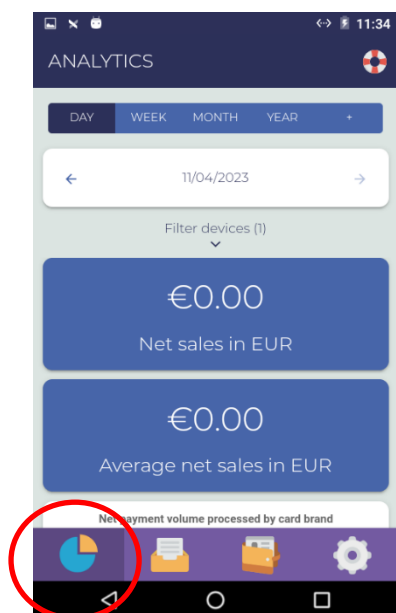 11:34
ANALYTICS
DAY WEEK MONTH YEAR +
11/04/2023
Filter devices (1)
€0.00
Net sales in EUR
€0.00
Average net sales in EUR
Net payment volume processed by card brand